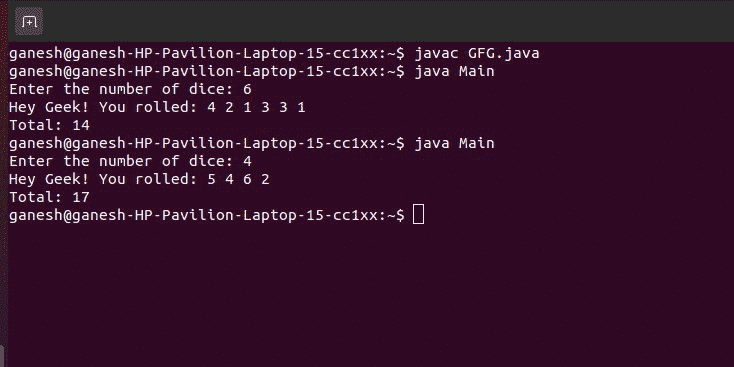 ganesh@ganesh-HP-Pavilion-Laptop-15-cc1xx:~$ javac GFG.java
ganesh@ganesh-HP-Pavilion-Laptop-15-cc1xx:~$ java Main
Enter the number of dice: 6
Hey Geek! You rolled: 4 2 1 3 3 1
Total: 14
ganesh@ganesh-HP-Pavilion-Laptop-15-cc1xx:~$ java Main
Enter the number of dice: 4
Hey Geek! You rolled: 5 4 6 2
Total: 17
ganesh@ganesh-HP-Pavilion-Laptop-15-cc1xx:~$